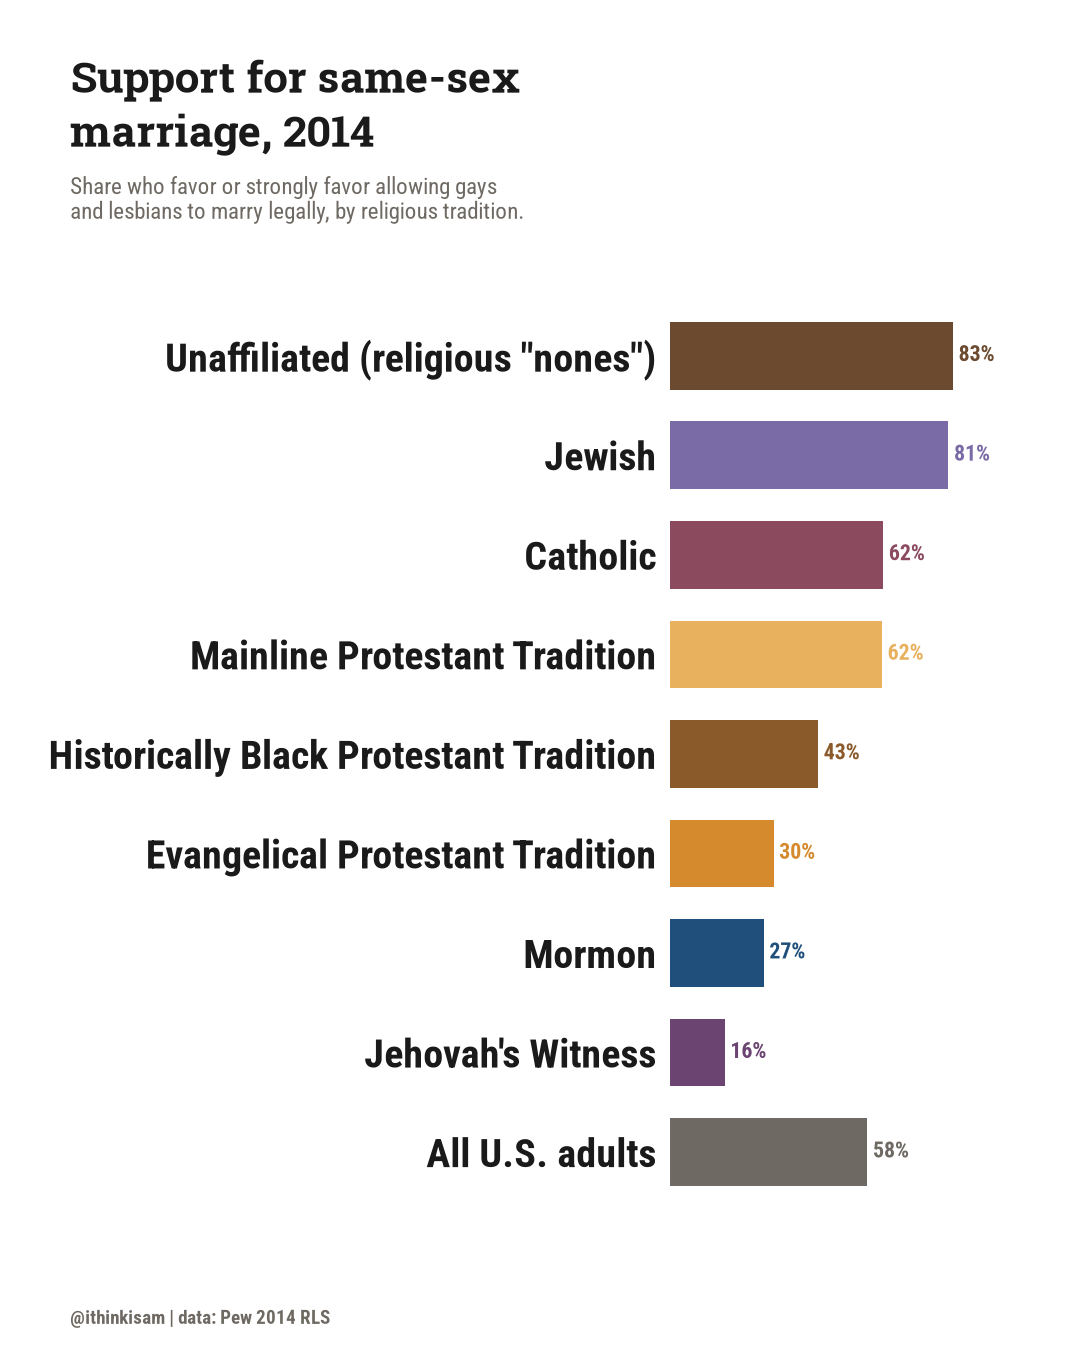 Support for same-sex
marriage, 2014
Share who favor or strongly favor allowing gays
and lesbians to marry legally, by religious tradition.
Unaffiliated (religious "nones") 83%
Jewish 81%
Catholic 62%
Mainline Protestant Tradition 62%
Historically Black Protestant Tradition 43%
Evangelical Protestant Tradition 30%
Mormon 27%
Jehovah's Witness 16%
All U.S. adults 58%
@ithinkisam | data: Pew 2014 RLS